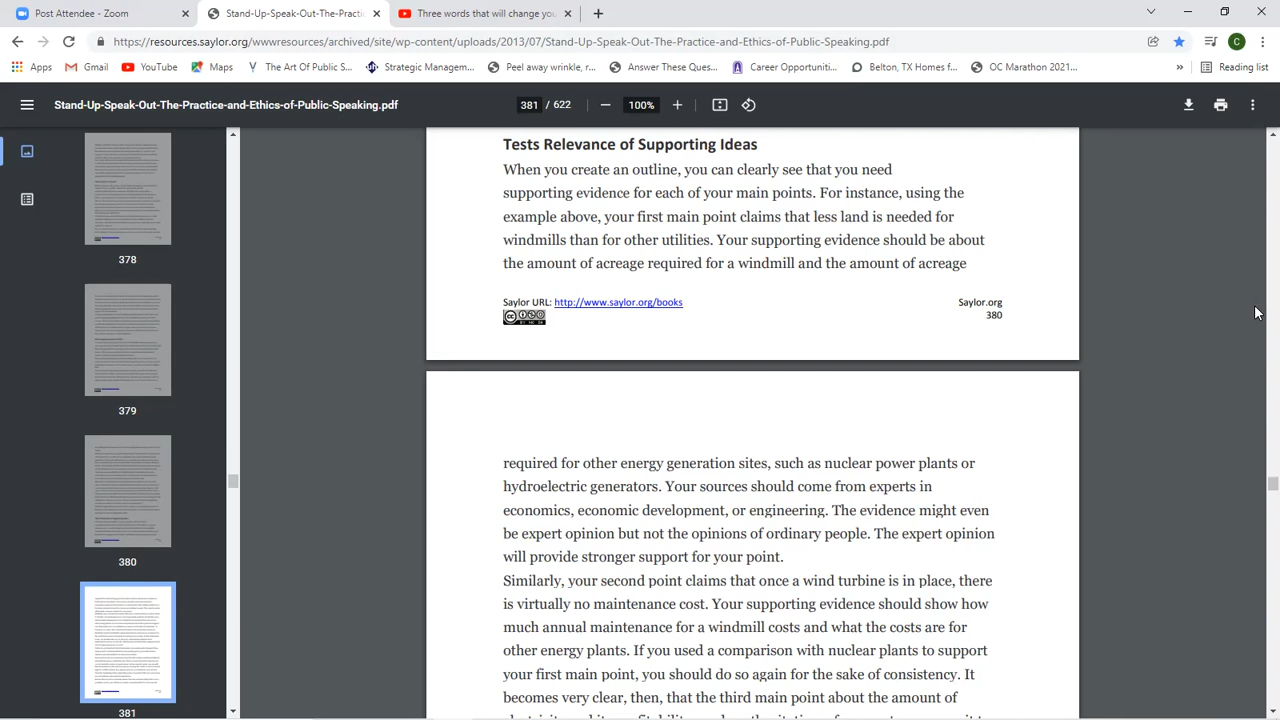 Post Attendee - Zoom
Stand-Up-Speak-Out-The-Practi
Three words that will change you
https://resources.saylor.org/wwwresources/archived/site/wp-content/uploads/2013/07/Stand-Up-Speak-Out-The-Practice-and-Ethics-of-Public-Speaking.pdf
C
Apps
Gmail
YouTube
Maps
The Art Of Public S...
Strategic Managem...
Peel away winkle, r...
Answer These Que...
Career Opportunti...
Belton, TX Homes f...
OC Marathon 2021...
»
Reading list
Stand-Up-Speak-Out-The-Practice-and-Ethics-of-Public-Speaking.pdf
381 / 622
100%
378
379
380
381
Tests Relevance of Supporting Ideas
When you create an outline, you can clearly see that you need
supporting evidence for each of your main points. For instance, using the
example above, your first main point claims that less land is needed for
windmills than for other utilities. Your supporting evidence should be about
the amount of acreage required for a windmill and the amount of acreage
Saylor URL: http://www.saylor.org/books
Saylor.org
380
required for other energy generation sites, such as nuclear power plants or
hydroelectric generators. Your sources should come from experts in
economics, economic development, or engineering. The evidence might even
be expert opinion but not the opinions of ordinary people. The expert opinion
will provide stronger support for your point.
Similarly, your second point claims that once a wind turbine is in place, there
is virtually no maintenance cost. Your supporting evidence should show how
much annual maintenance for a windmill costs, and what the costs are for
other energy plants. If you used a comparison with nuclear plants to support
your first main point, you should do so again for the sake of consistency. It
becomes very clear, then, that the third main point about the amount of